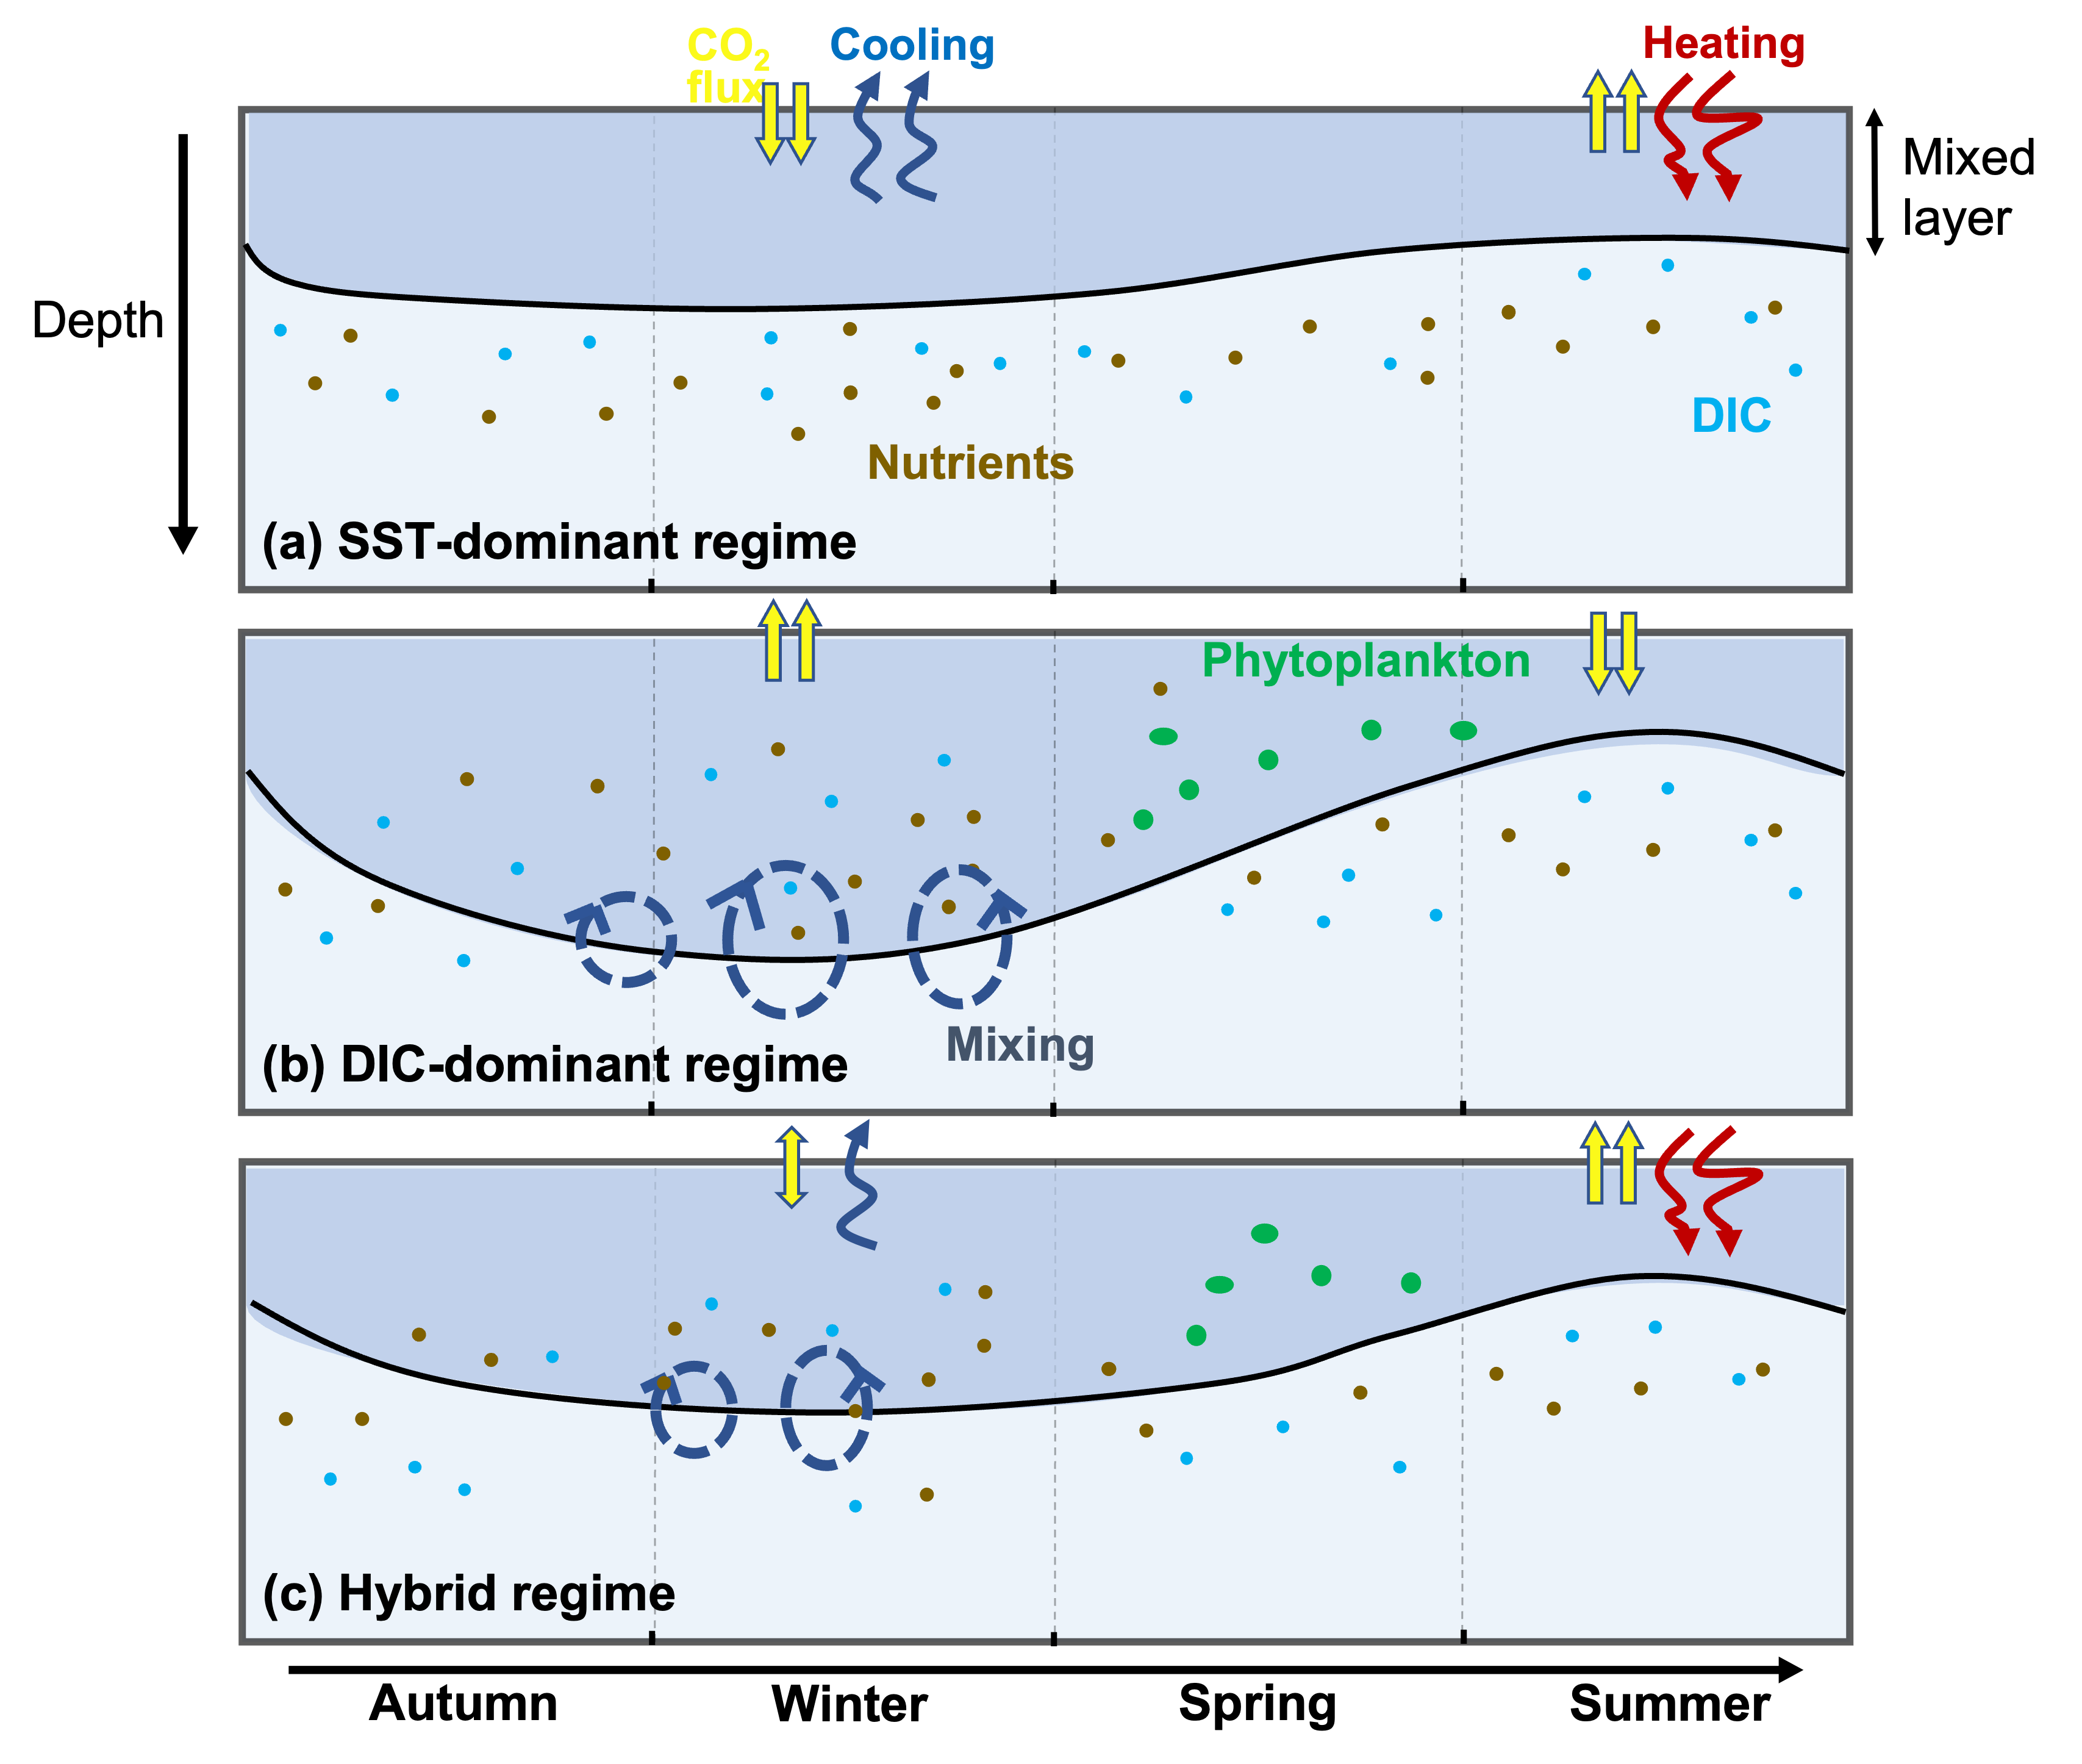 CO₂
flux
Cooling
Heating
Mixed
layer
Depth
DIC
Nutrients
(a) SST-dominant regime
Phytoplankton
Mixing
(b) DIC-dominant regime
(c) Hybrid regime
Autumn
Winter
Spring
Summer